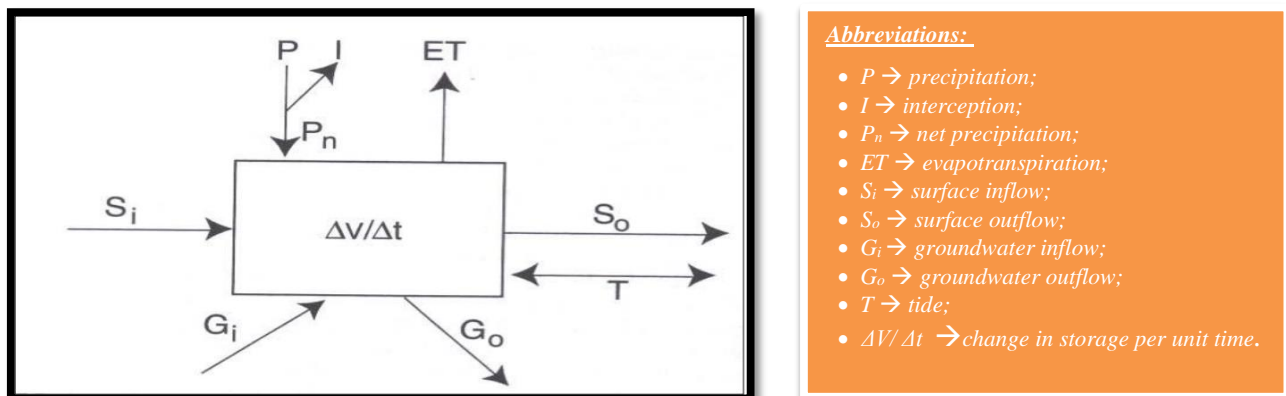 P I ET
Pₙ
Sᵢ ΔV/Δt Sₒ
T
Gᵢ Gₒ
Abbreviations:
• P → precipitation;
• I → interception;
• Pₙ → net precipitation;
• ET → evapotranspiration;
• Sᵢ → surface inflow;
• Sₒ → surface outflow;
• Gᵢ → groundwater inflow;
• Gₒ → groundwater outflow;
• T → tide;
• ΔV/ Δt → change in storage per unit time.